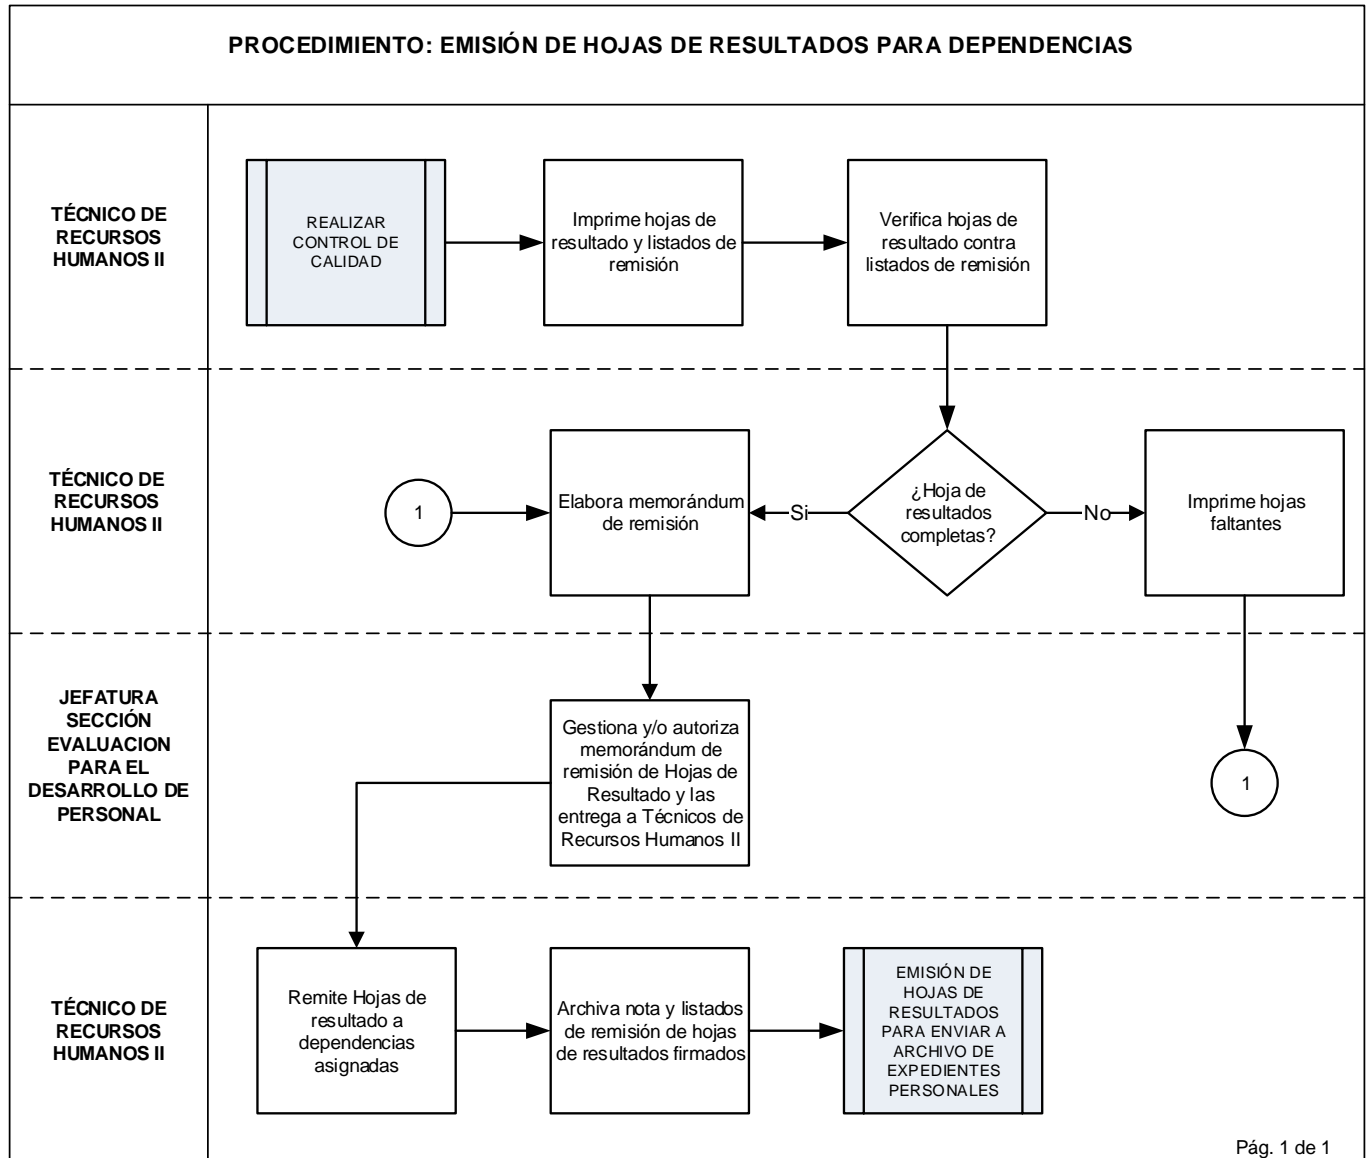 PROCEDIMIENTO: EMISIÓN DE HOJAS DE RESULTADOS PARA DEPENDENCIAS
TÉCNICO DE
RECURSOS
HUMANOS II
REALIZAR
CONTROL DE
CALIDAD
Imprime hojas de
resultado y listados de
remisión
Verifica hojas de
resultado contra
listados de remisión
TÉCNICO DE
RECURSOS
HUMANOS II
1
Elabora memorándum
de remisión
Si
¿Hoja de
resultados
completas?
No
Imprime hojas
faltantes
JEFATURA
SECCIÓN
EVALUACION
PARA EL
DESARROLLO DE
PERSONAL
Gestiona y/o autoriza
memorándum de
remisión de Hojas de
Resultado y las
entrega a Técnicos de
Recursos Humanos II
1
TÉCNICO DE
RECURSOS
HUMANOS II
Remite Hojas de
resultado a
dependencias
asignadas
Archiva nota y listados
de remisión de hojas
de resultados firmados
EMISIÓN DE
HOJAS DE
RESULTADOS
PARA ENVIAR A
ARCHIVO DE
EXPEDIENTES
PERSONALES
Pág. 1 de 1